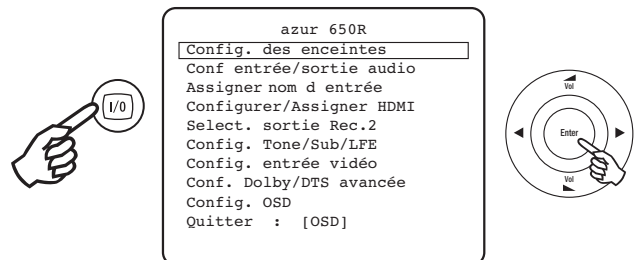 azur 650R
Config. des enceintes
Conf entrée/sortie audio
Assigner nom d entrée
Configurer/Assigner HDMI
Select. sortie Rec.2
Config. Tone/Sub/LFE
Config. entrée vidéo
Conf. Dolby/DTS avancée
Config. OSD
Quitter : [OSD]
I/0
Vol
Enter
Vol